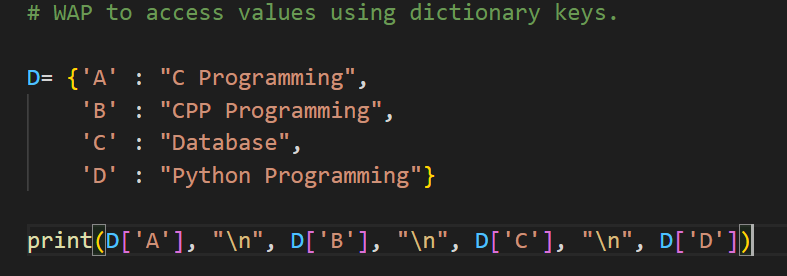 # WAP to access values using dictionary keys.
D= {'A' : "C Programming",
'B' : "CPP Programming",
'C' : "Database",
'D' : "Python Programming"}
print(D['A'], "\n", D['B'], "\n", D['C'], "\n", D['D'])